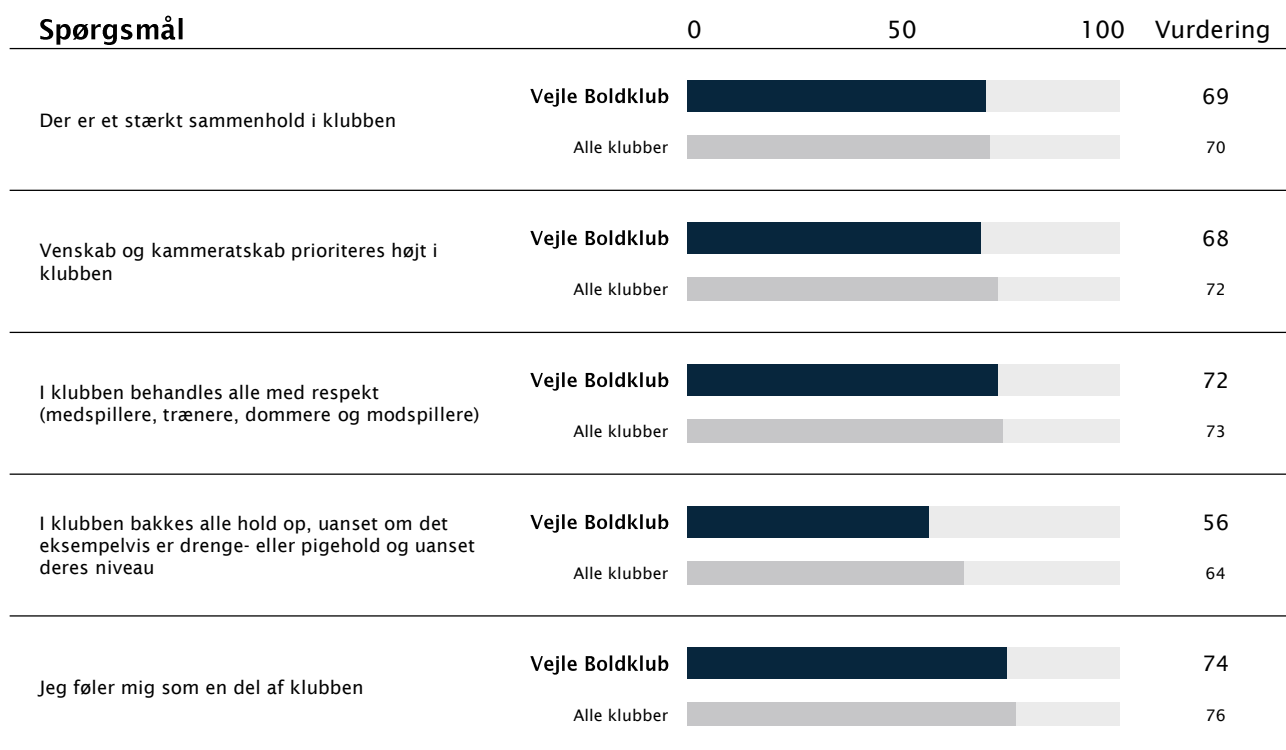 Spørgsmål 0 50 100 Vurdering
Vejle Boldklub 69
Der er et stærkt sammenhold i klubben
Alle klubber 70
Vejle Boldklub 68
Venskab og kammeratskab prioriteres højt i
klubben
Alle klubber 72
Vejle Boldklub 72
I klubben behandles alle med respekt
(medspillere, trænere, dommere og modspillere)
Alle klubber 73
Vejle Boldklub 56
I klubben bakkes alle hold op, uanset om det
eksempelvis er drenge- eller pigehold og uanset
deres niveau
Alle klubber 64
Vejle Boldklub 74
Jeg føler mig som en del af klubben
Alle klubber 76